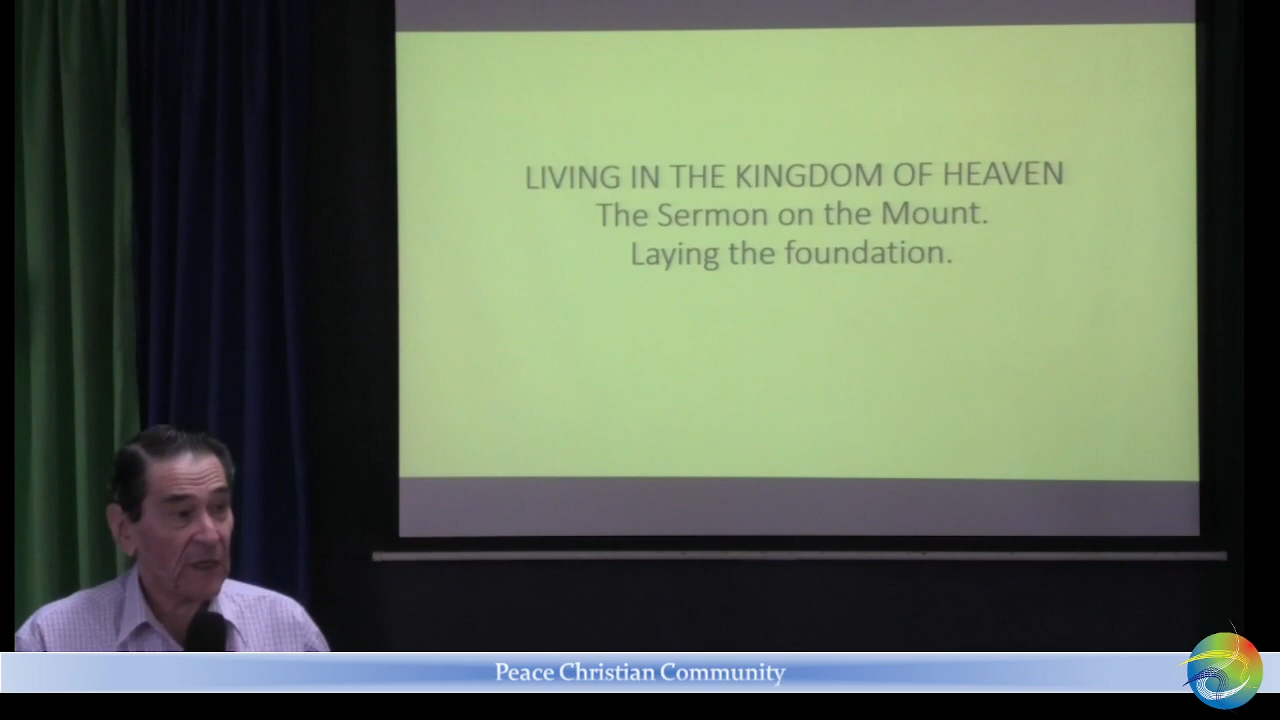 LIVING IN THE KINGDOM OF HEAVEN
The Sermon on the Mount.
Laying the foundation.
Peace Christian Community